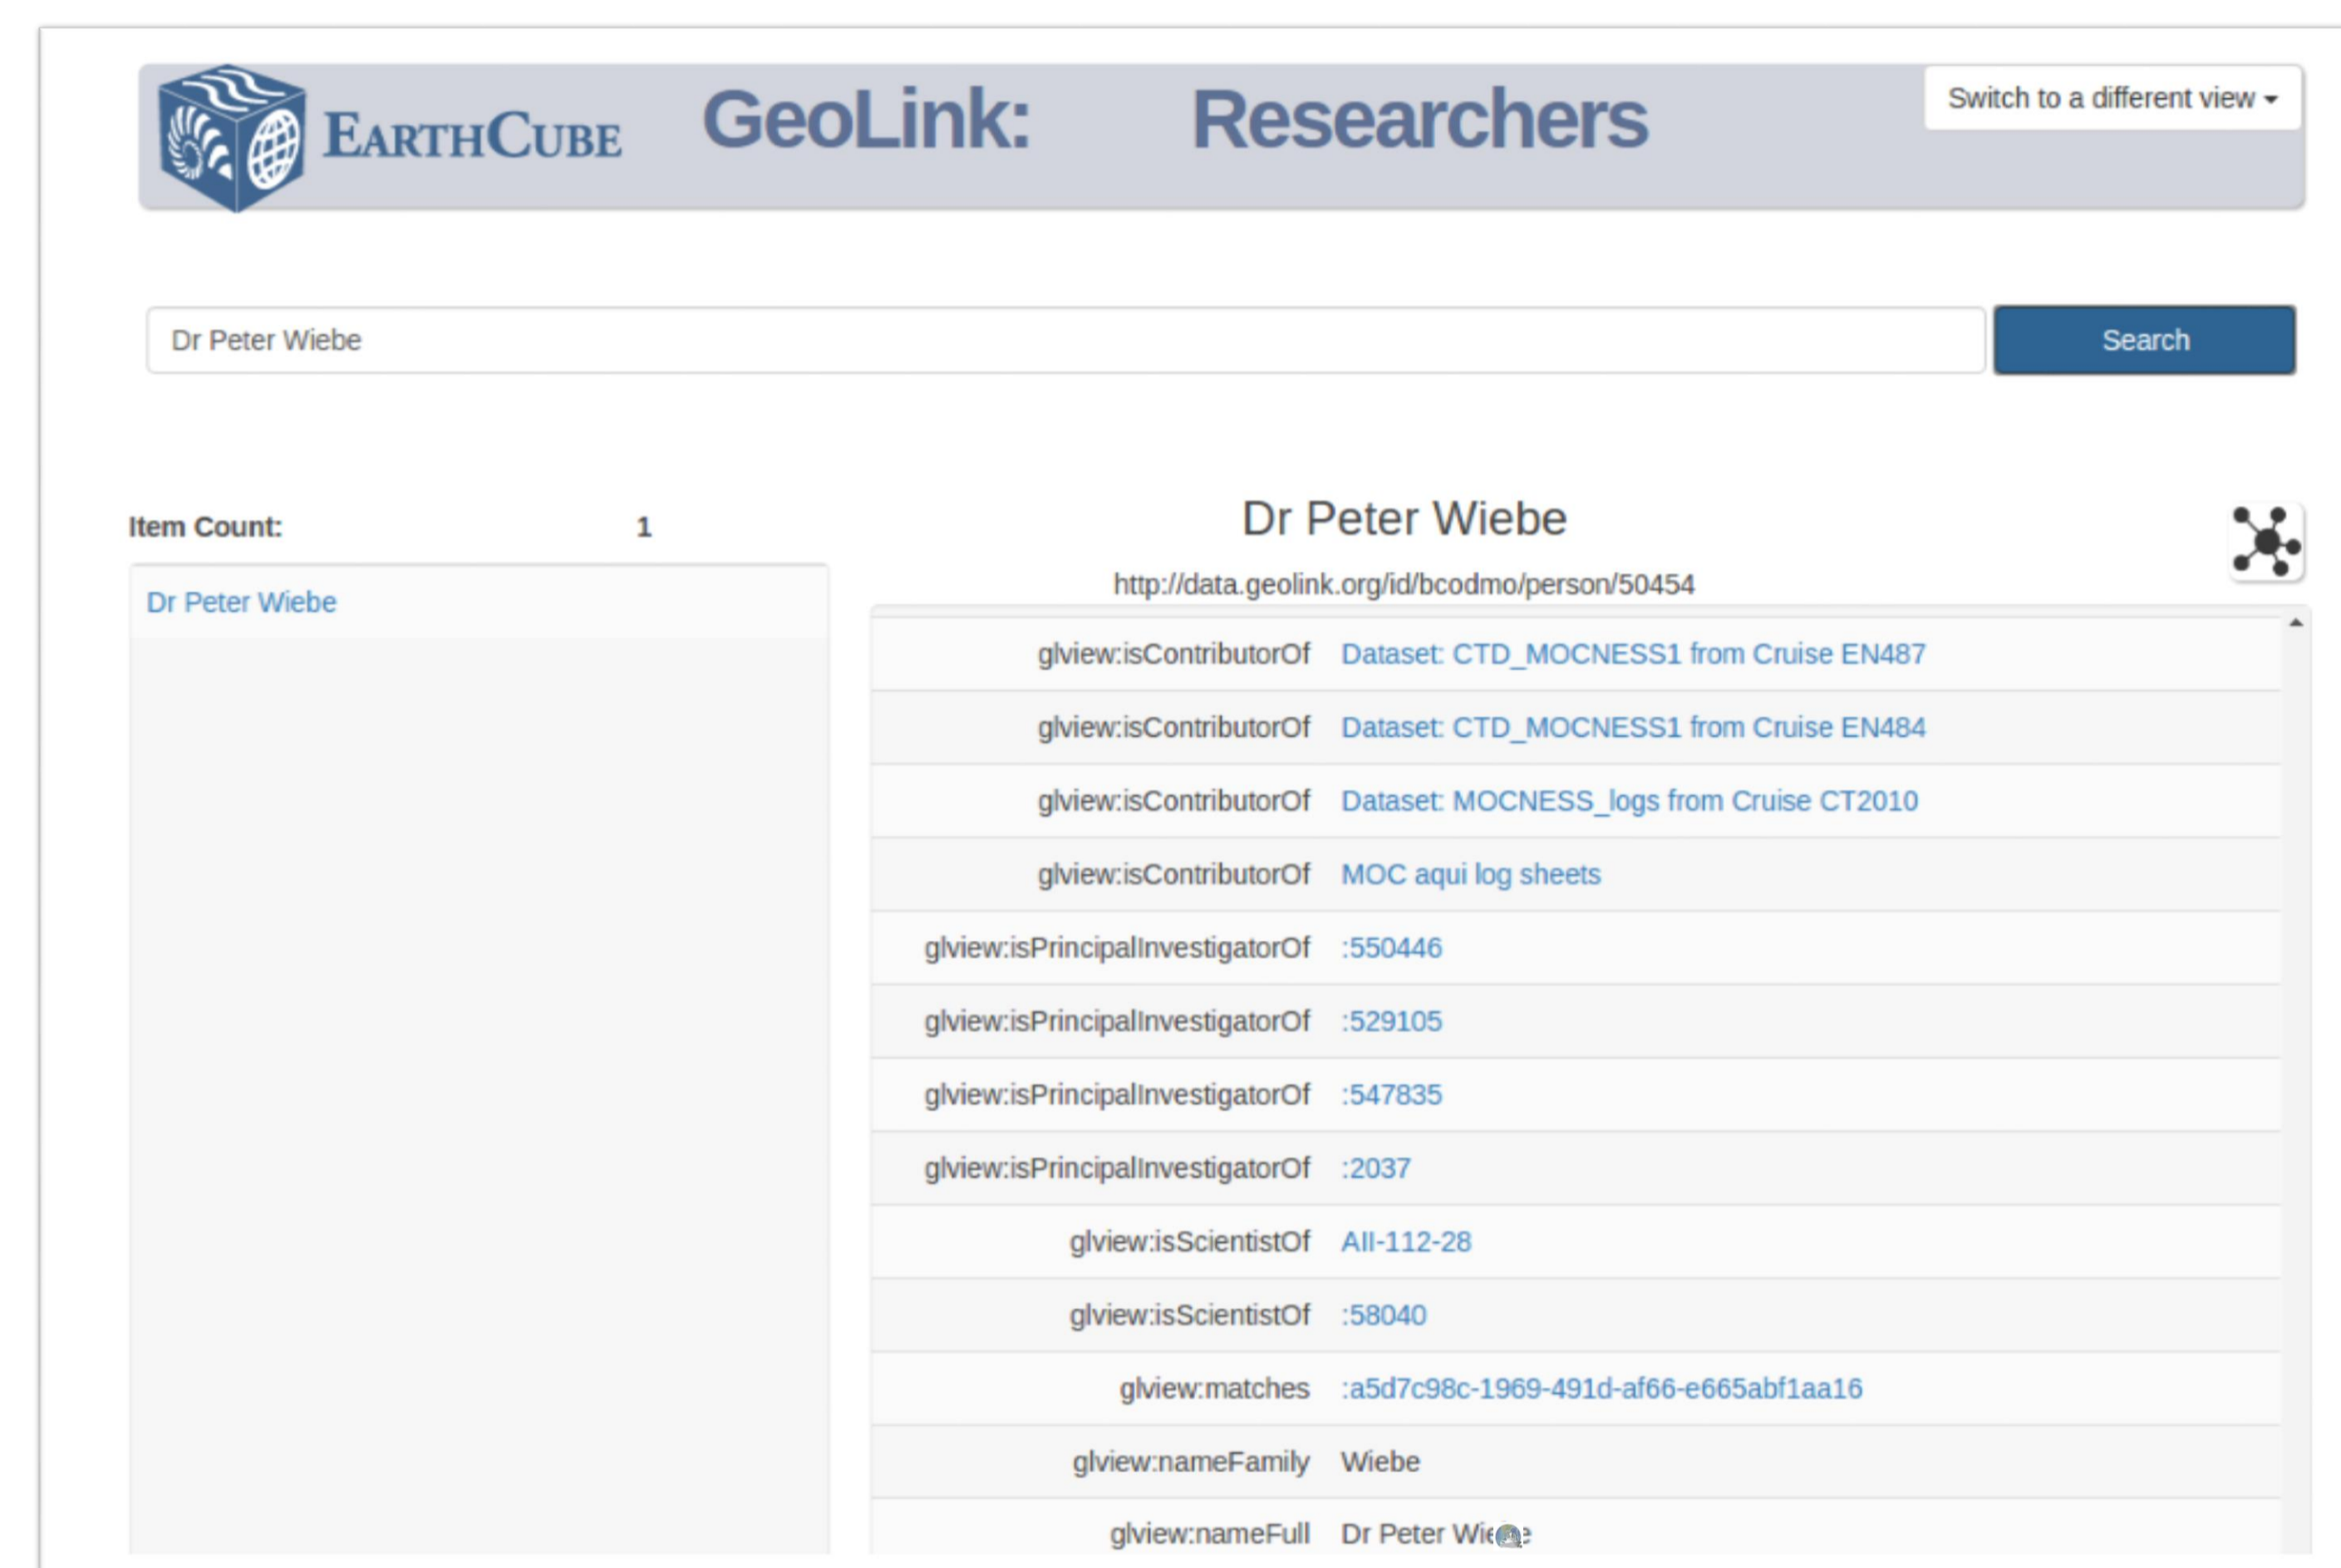 EARTHCUBE GeoLink: Researchers Switch to a different view
Dr Peter Wiebe Search
Item Count: 1
Dr Peter Wiebe
Dr Peter Wiebe
http://data.geolink.org/id/bcodmo/person/50454
glview:isContributorOf Dataset: CTD_MOCNESS1 from Cruise EN487
glview:isContributorOf Dataset: CTD_MOCNESS1 from Cruise EN484
glview:isContributorOf Dataset: MOCNESS_logs from Cruise CT2010
glview:isContributorOf MOC aqui log sheets
glview:isPrincipalInvestigatorOf :550446
glview:isPrincipalInvestigatorOf :529105
glview:isPrincipalInvestigatorOf :547835
glview:isPrincipalInvestigatorOf :2037
glview:isScientistOf AII-112-28
glview:isScientistOf :58040
glview:matches :a5d7c98c-1969-491d-af66-e665abf1aa16
glview:nameFamily Wiebe
glview:nameFull Dr Peter Wiebe